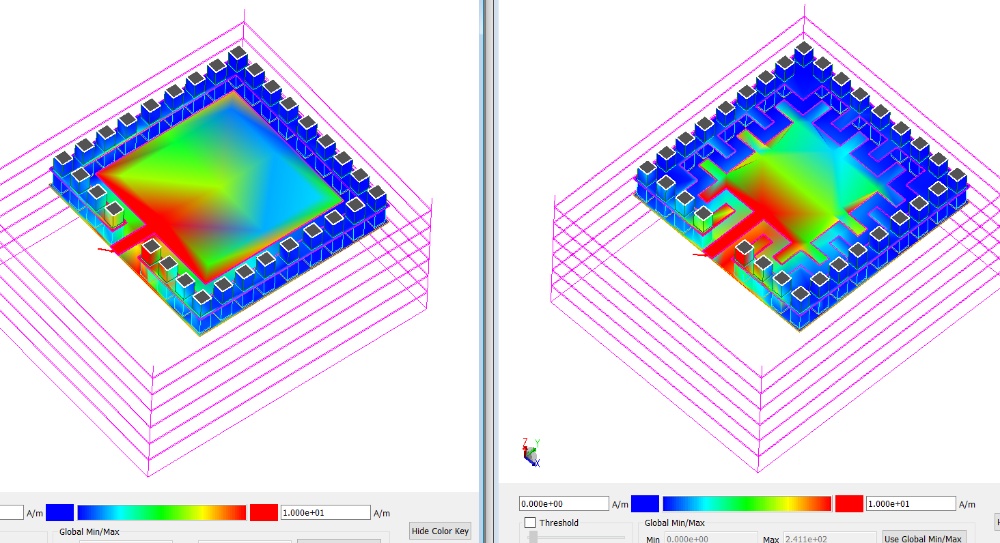 Z
Y
X
A/m
1.000e+01
A/m
Hide Color Key
Global Min/Max
0.000e+00
A/m
1.000e+01
A/m
Threshold
Global Min/Max
Min
0.000e+00
Max
2.411e+02
Use Global Min/Max
H